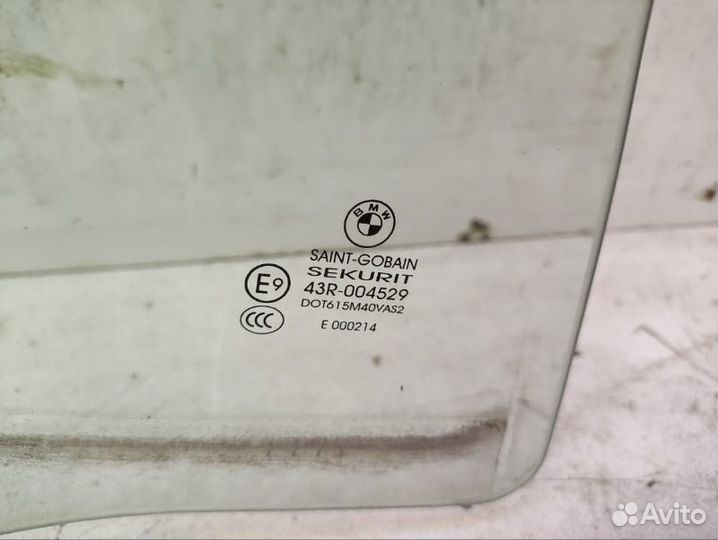 BMW
SAINT-GOBAIN
SEKURIT
E9 43R-004529
DOT615M40VAS2
CCC
E 000214
Avito